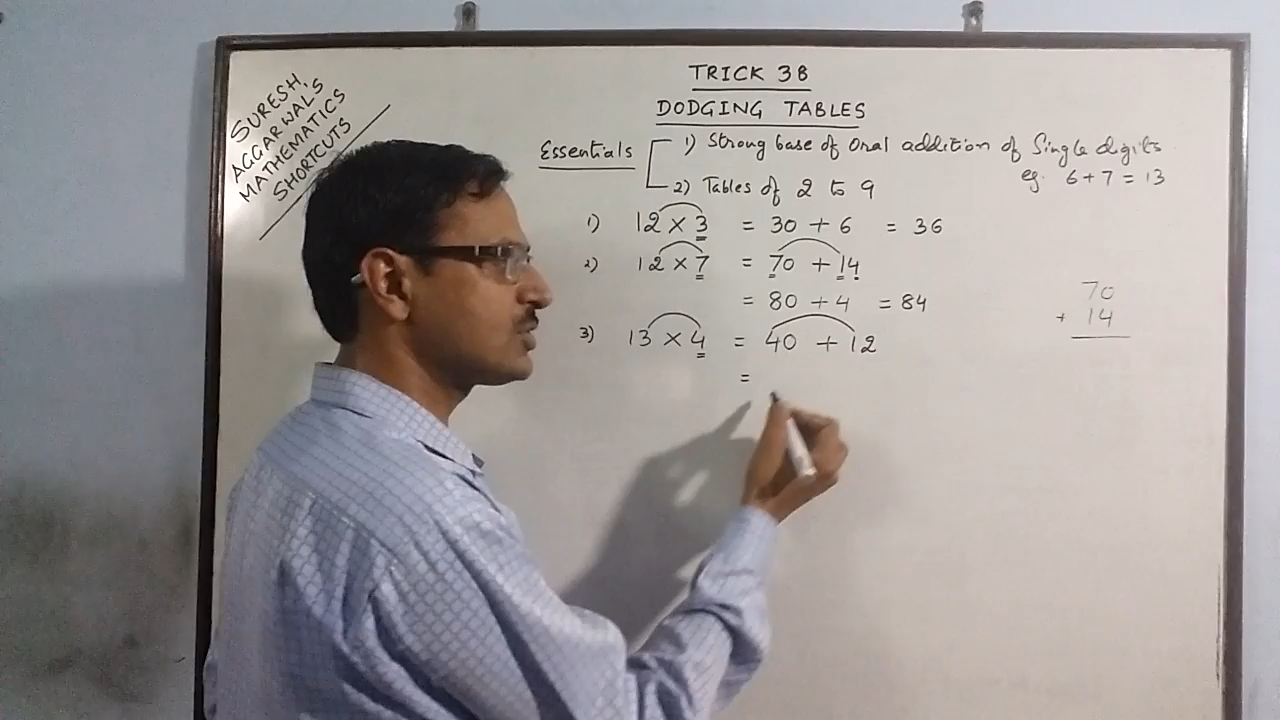 SURESH
AGGARWAL'S
MATHEMATICS
SHORTCUTS
TRICK 38
DODGING TABLES
Essentials 1) Strong base of Oral addition of Single digits
eg. 6+7 = 13
2) Tables of 2 to 9
1) 12 × 3 = 30 + 6 = 36
2) 12 × 7 = 70 + 14
= 80 + 4 = 84
70
+ 14
3) 13 × 4 = 40 + 12
=